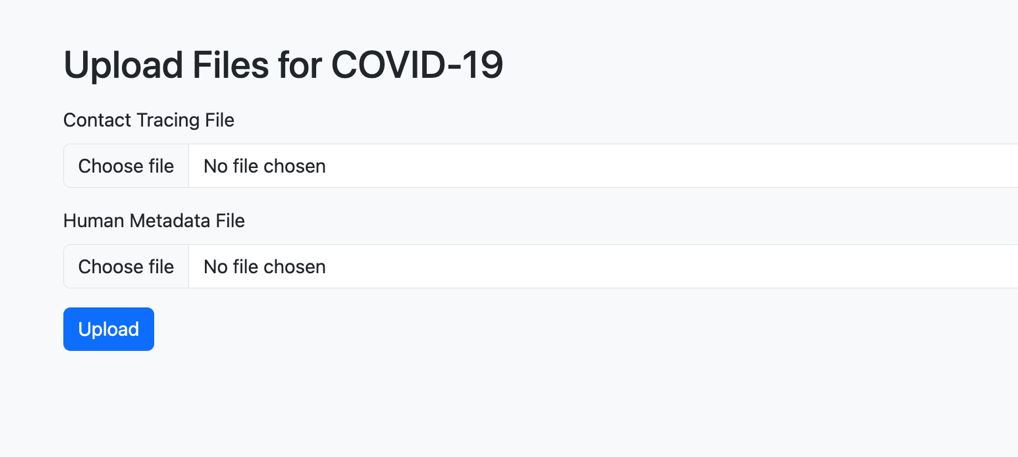 Upload Files for COVID-19
Contact Tracing File
Choose file No file chosen
Human Metadata File
Choose file No file chosen
Upload